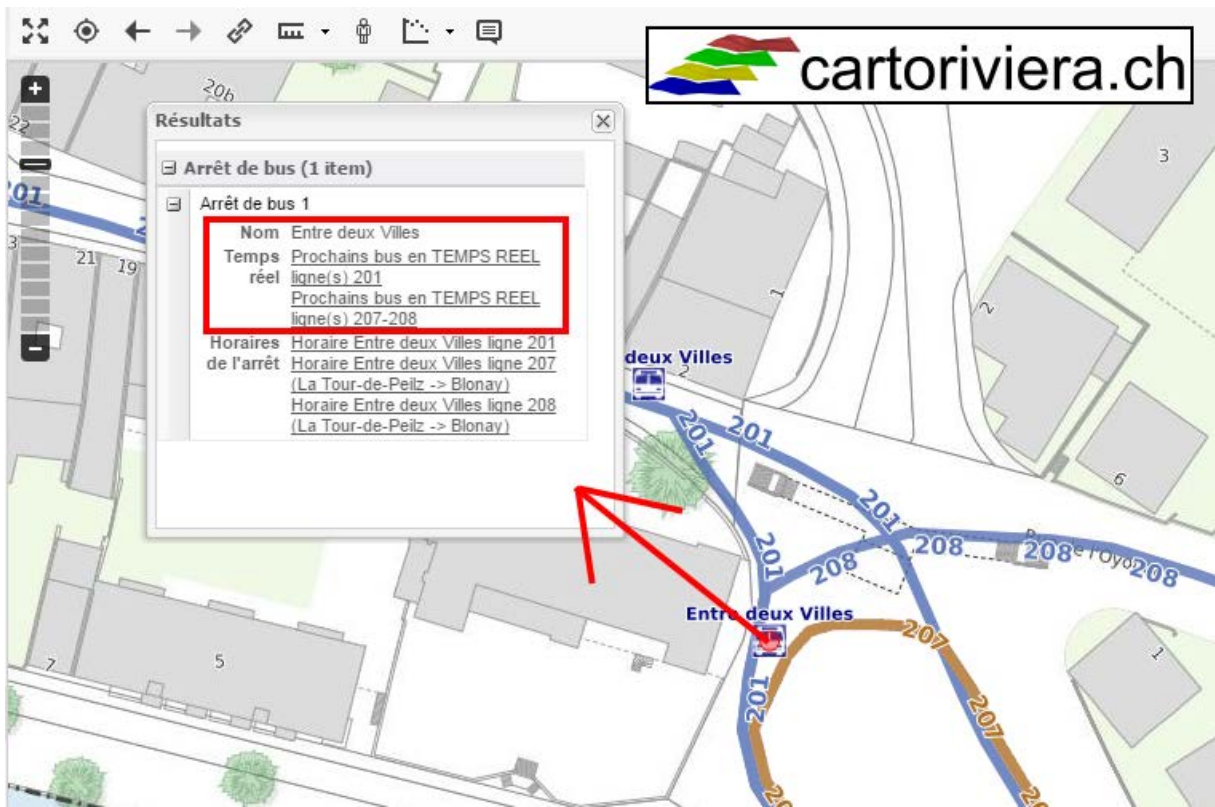 cartoriviera.ch
20b
22
Résultats
Arrêt de bus (1 item)
Arrêt de bus 1
Nom Entre deux Villes
Temps réel Prochains bus en TEMPS REEL
ligne(s) 201
Prochains bus en TEMPS REEL
ligne(s) 207-208
Horaires de l'arrêt Horaire Entre deux Villes ligne 201
Horaire Entre deux Villes ligne 207
(La Tour-de-Peilz -> Blonay)
Horaire Entre deux Villes ligne 208
(La Tour-de-Peilz -> Blonay)
3
201
3
21
19
1
2
deux Villes
2
201
201
6
201
201
208
208
208
208
Entre deux Villes
207
1
7
5
201
207